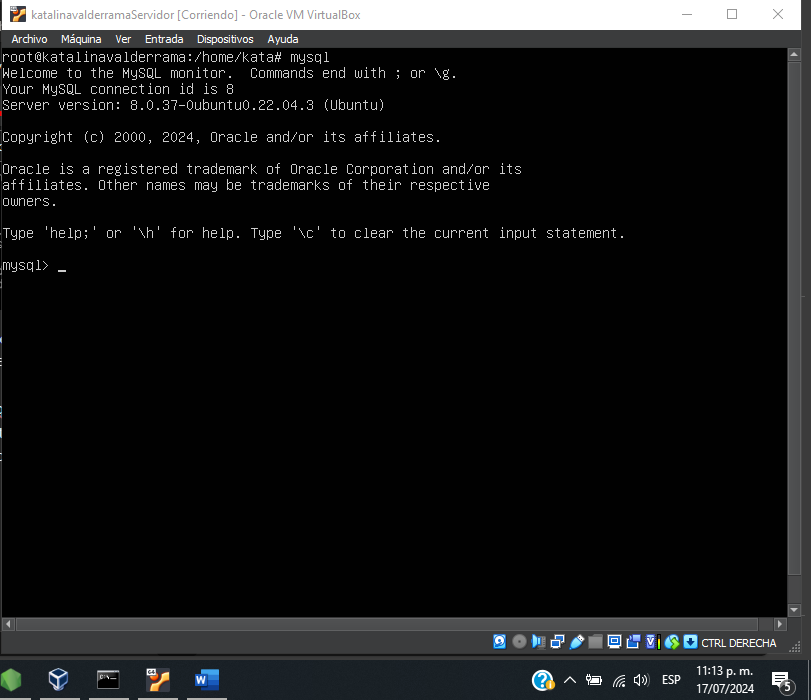 katalinavalderramaServidor [Corriendo] - Oracle VM VirtualBox
Archivo Máquina Ver Entrada Dispositivos Ayuda
root@katalinavalderrama:/home/kata# mysql
Welcome to the MySQL monitor.  Commands end with ; or \g.
Your MySQL connection id is 8
Server version: 8.0.37-0ubuntu0.22.04.3 (Ubuntu)
Copyright (c) 2000, 2024, Oracle and/or its affiliates.
Oracle is a registered trademark of Oracle Corporation and/or its
affiliates. Other names may be trademarks of their respective
owners.
Type 'help;' or '\h' for help. Type '\c' to clear the current input statement.
mysql> _
CTRL DERECHA
ESP
11:13 p. m.
17/07/2024
5